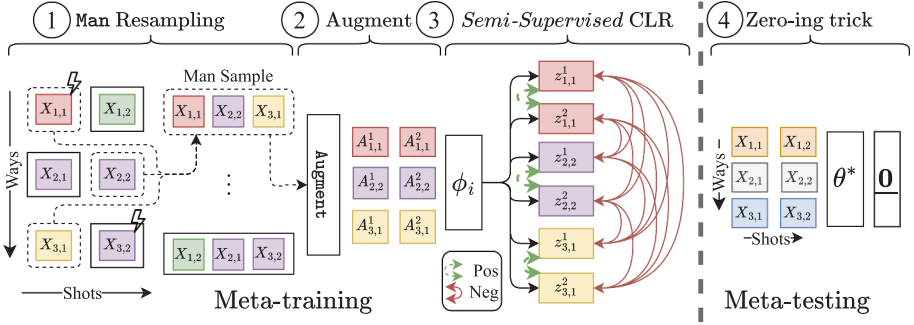 1 Man Resampling
2 Augment
3 Semi-Supervised CLR
4 Zero-ing trick
Man Sample
Ways
X1,1 X1,2
X2,1 X2,2
X3,1 X3,2
Shots
X1,1 X2,2 X3,1
⋮
X1,2 X2,1 X3,2
Augment
A¹1,1 A²1,1
A¹2,2 A²2,2
A¹3,1 A²3,1
ϕi
z¹1,1
z²1,1
z¹2,2
z²2,2
z¹3,1
z²3,1
Pos
Neg
Ways
X1,1 X1,2
X2,1 X2,2
X3,1 X3,2
Shots
θ* 0
Meta-training
Meta-testing